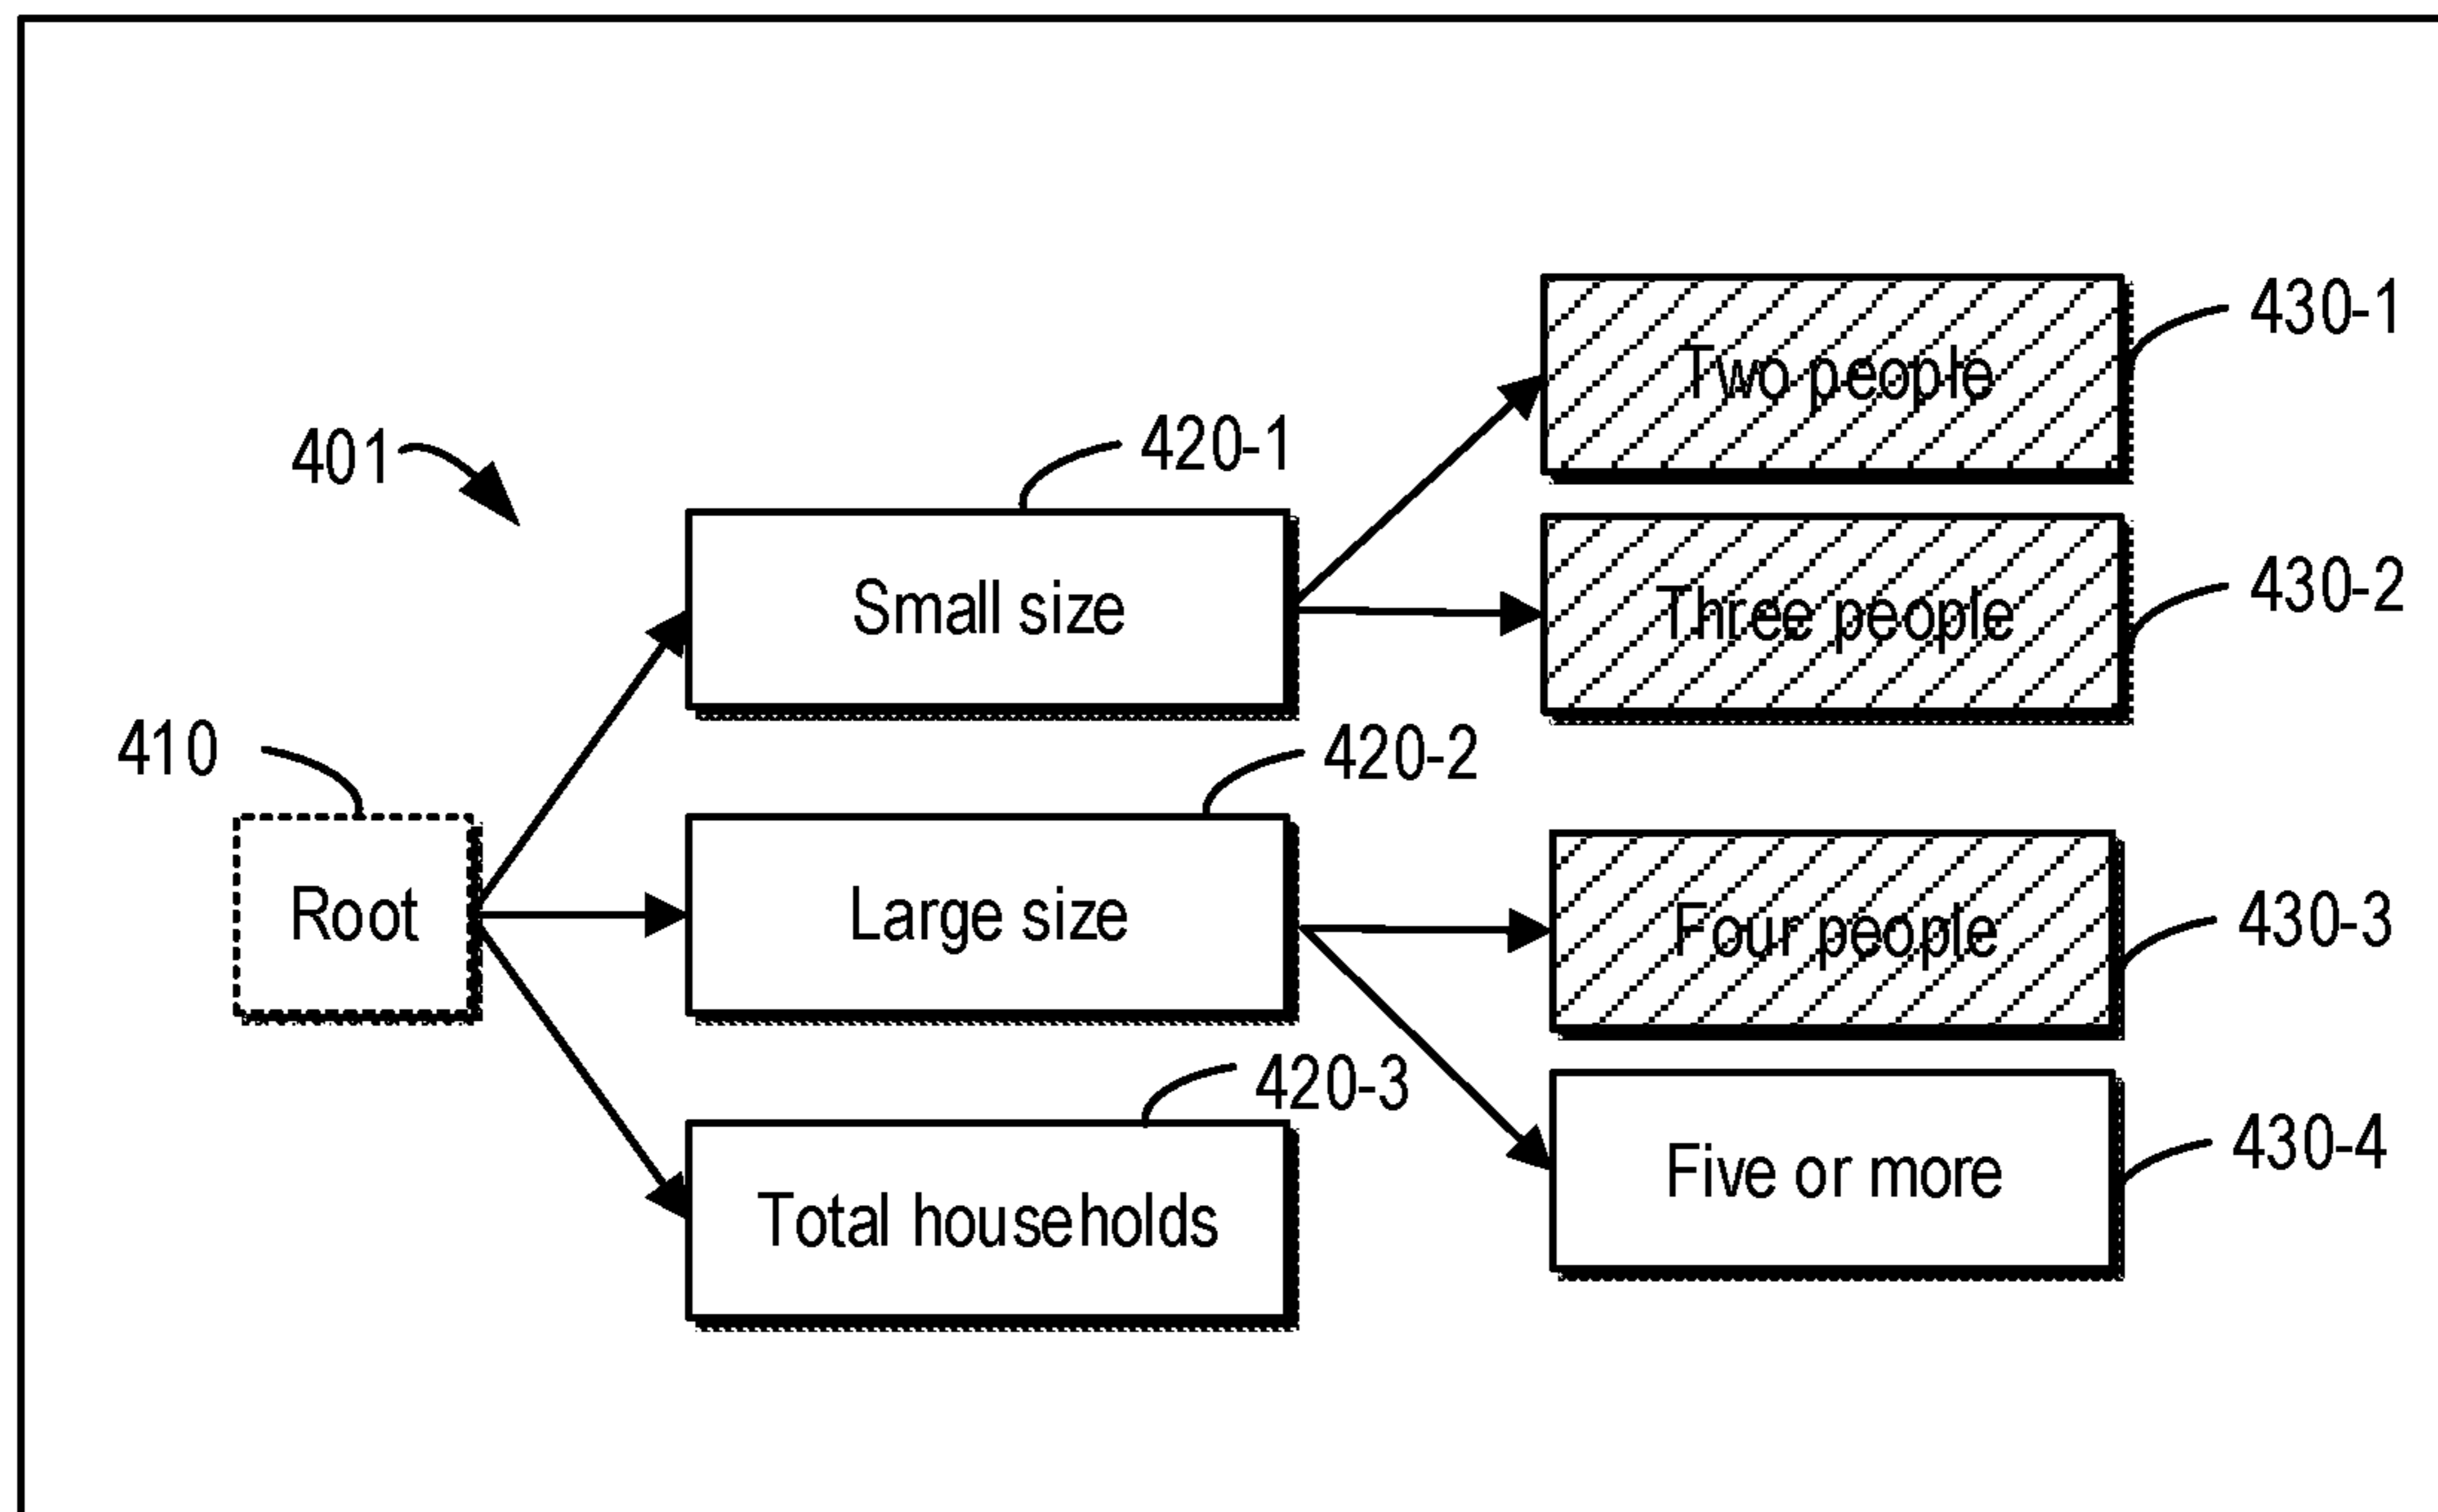 430-1
Two people
401
420-1
430-2
Small size
Three people
410
420-2
Root
Large size
Four people
430-3
420-3
430-4
Total households
Five or more